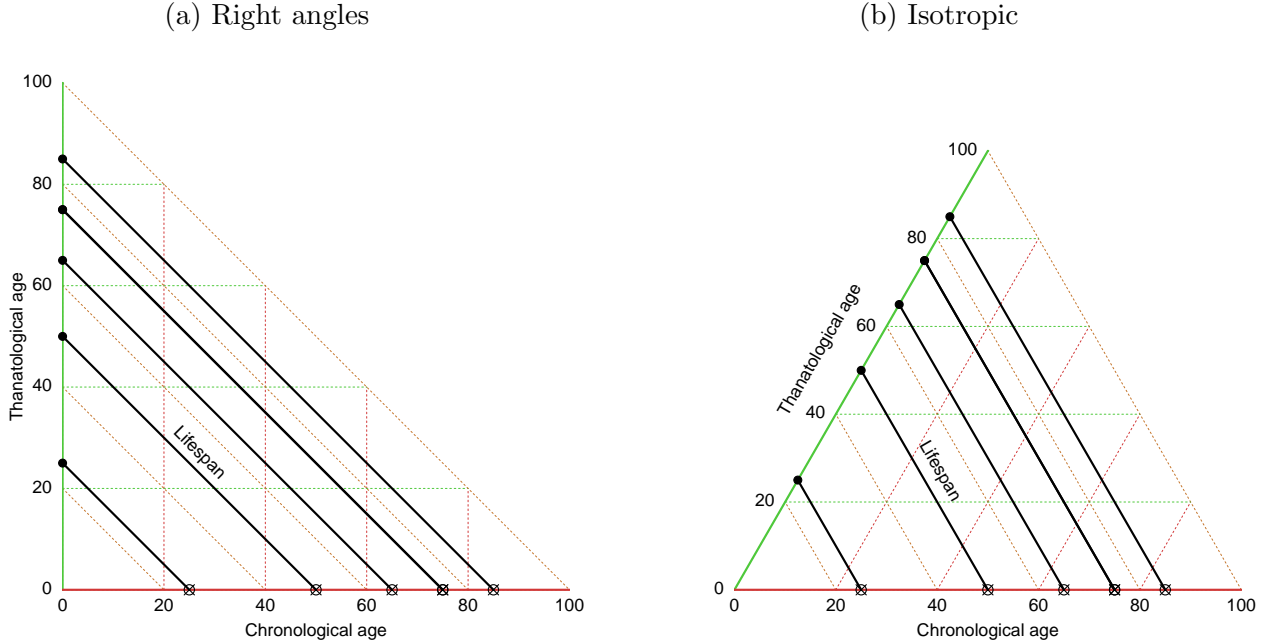 (a) Right angles
100
80
60
40
20
0
Thanatological age
Lifespan
0 20 40 60 80 100
Chronological age
(b) Isotropic
100
80
60
40
20
0
Thanatological age
Lifespan
0 20 40 60 80 100
Chronological age